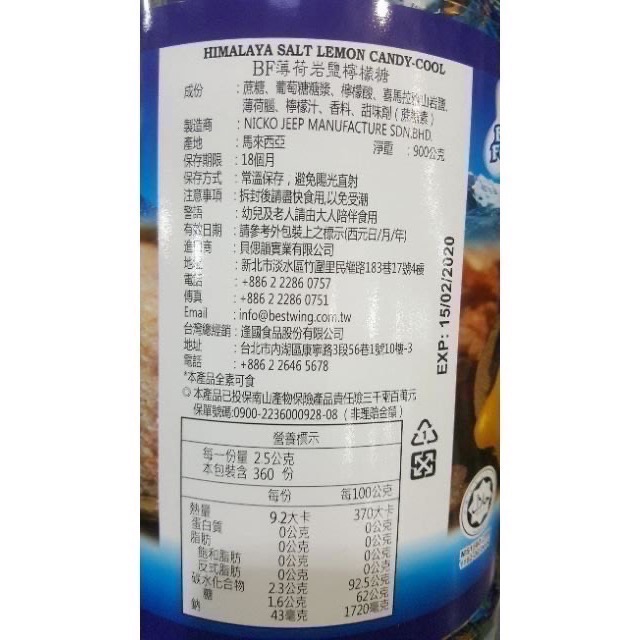 HIMALAYA SALT LEMON CANDY-COOL
BF薄荷岩鹽檸檬糖
成份 : 蔗糖、葡萄糖糖漿、檸檬酸、喜馬拉雅山岩鹽、
薄荷腦、檸檬汁、香料、甜味劑(蔗糖素)
製造商 : NICKO JEEP MANUFACTURE SDN.BHD.
產地 : 馬來西亞 淨重 : 900公克
保存期限 : 18個月
保存方式 : 常溫保存，避免陽光直射
注意事項 : 拆封後請盡快食用,以免受潮
警語 : 幼兒及老人請由大人陪伴食用
有效日期 : 請參考外包裝上之標示(西元日/月/年)
進口商 : 貝偲韻實業有限公司
地址 : 新北市淡水區竹圍里民權路183巷17號4樓
電話 : +886 2 2286 0757
傳真 : +886 2 2286 0751
Email : info@bestwing.com.tw
台灣總經銷 : 逢國食品股份有限公司
地址 : 台北市內湖區康寧路3段56巷1號10樓-3
電話 : +886 2 2646 5678
*本產品全素可食
◎本產品已投保南山產物保險產品責任險三千零百萬元
保單號碼:0900-2236000928-08 (非理賠金額)
EXP: 15/02/2020
營養標示
每一份量 2.5公克
本包裝含 360 份
每份 每100公克
熱量 9.2大卡 370大卡
蛋白質 0公克 0公克
脂肪 0公克 0公克
飽和脂肪 0公克 0公克
反式脂肪 0公克 0公克
碳水化合物 2.3公克 92.5公克
糖 1.6公克 62公克
鈉 43毫克 1720毫克
1